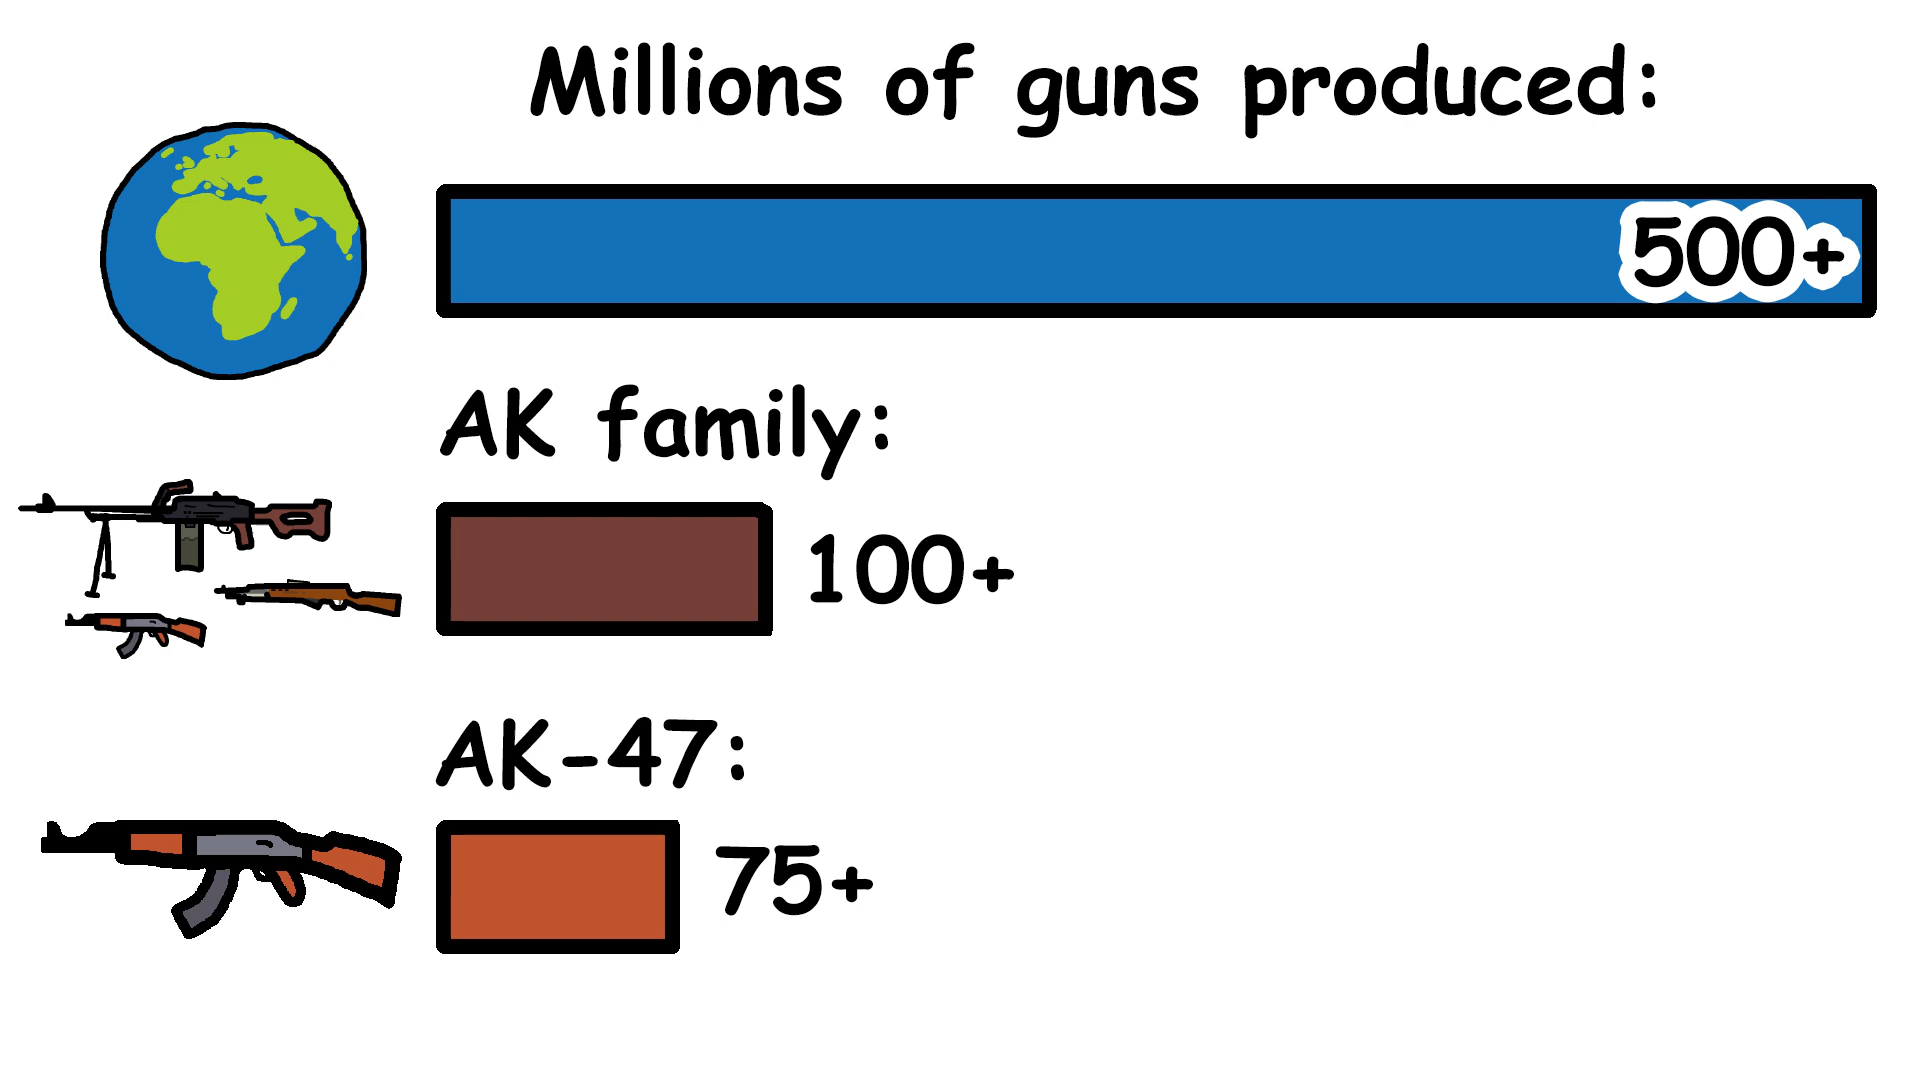 Millions of guns produced:
500+
AK family:
100+
AK-47:
75+